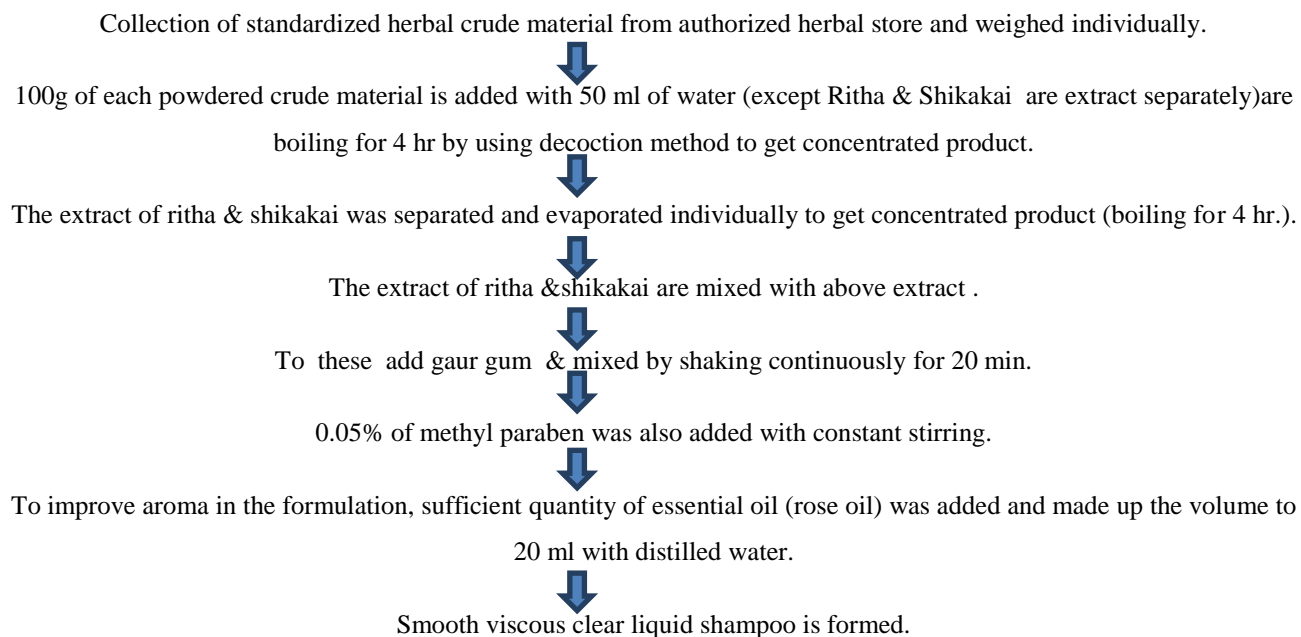 Collection of standardized herbal crude material from authorized herbal store and weighed individually.
100g of each powdered crude material is added with 50 ml of water (except Ritha & Shikakai are extract separately)are
boiling for 4 hr by using decoction method to get concentrated product.
The extract of ritha & shikakai was separated and evaporated individually to get concentrated product (boiling for 4 hr.).
The extract of ritha &shikakai are mixed with above extract .
To these add gaur gum & mixed by shaking continuously for 20 min.
0.05% of methyl paraben was also added with constant stirring.
To improve aroma in the formulation, sufficient quantity of essential oil (rose oil) was added and made up the volume to
20 ml with distilled water.
Smooth viscous clear liquid shampoo is formed.